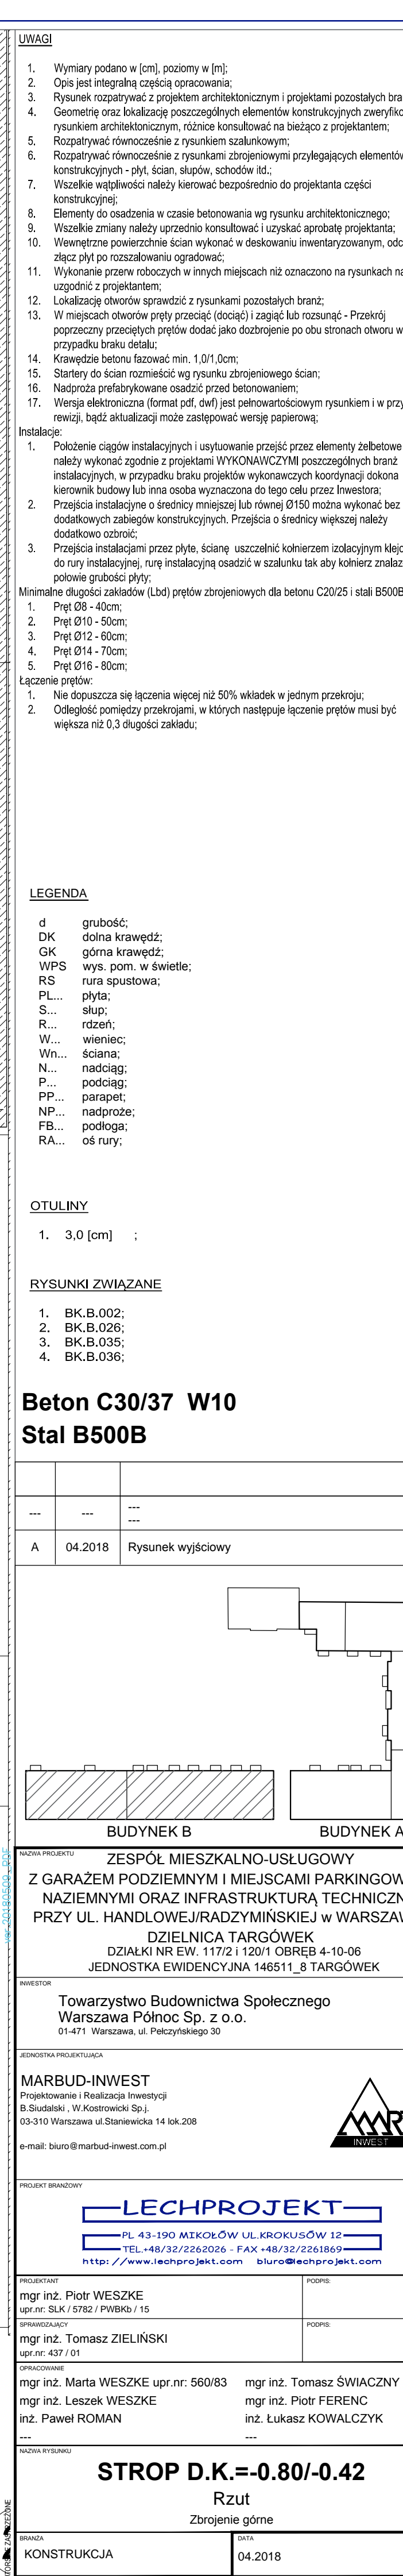 UWAGI
1. Wymiary podano w [cm], poziomy w [m];
2. Opis jest integralną częścią opracowania;
3. Rysunek rozpatrywać z projektem architektonicznym i projektami pozostałych bra
4. Geometrię oraz lokalizację poszczególnych elementów konstrukcyjnych zweryfiko
rysunkiem architektonicznym, różnice konsultować na bieżąco z projektantem;
5. Rozpatrywać równocześnie z rysunkiem szalunkowym;
6. Rozpatrywać równocześnie z rysunkami zbrojeniowymi przylegających elementów
konstrukcyjnych - płyt, ścian, słupów, schodów itd.;
7. Wszelkie wątpliwości należy kierować bezpośrednio do projektanta części
konstrukcyjnej;
8. Elementy do osadzenia w czasie betonowania wg rysunku architektonicznego;
9. Wszelkie zmiany należy uprzednio konsultować i uzyskać aprobatę projektanta;
10. Wewnętrzne powierzchnie ścian wykonać w deskowaniu inwentaryzowanym, odc
złącz płyt po rozszalowaniu ogradować;
11. Wykonanie przerw roboczych w innych miejscach niż oznaczono na rysunkach na
uzgodnić z projektantem;
12. Lokalizację otworów sprawdzić z rysunkami pozostałych branż;
13. W miejscach otworów pręty przeciąć (dociąć) i zagiąć lub rozsunąć - Przekrój
poprzeczny przeciętych prętów dodać jako dozbrojenie po obu stronach otworu w
przypadku braku detalu;
14. Krawędzie betonu fazować min. 1,0/1,0cm;
15. Startery do ścian rozmieścić wg rysunku zbrojeniowego ścian;
16. Nadproża prefabrykowane osadzić przed betonowaniem;
17. Wersja elektroniczna (format pdf, dwf) jest pełnowartościowym rysunkiem i w przy
rewizji, bądź aktualizacji może zastępować wersję papierową;
Instalacje:
1. Położenie ciągów instalacyjnych i usytuowanie przejść przez elementy żelbetowe
należy wykonać zgodnie z projektami WYKONAWCZYMI poszczególnych branż
instalacyjnych, w przypadku braku projektów wykonawczych koordynacji dokona
kierownik budowy lub inna osoba wyznaczona do tego celu przez Inwestora;
2. Przejścia instalacyjne o średnicy mniejszej lub równej Ø150 można wykonać bez
dodatkowych zabiegów konstrukcyjnych. Przejścia o średnicy większej należy
dodatkowo ozbroić;
3. Przejścia instalacjami przez płyte, ścianę uszczelnić kołnierzem izolacyjnym klejo
do rury instalacyjnej, rurę instalacyjną osadzić w szalunku tak aby kołnierz znalaz
połowie grubości płyty;
Minimalne długości zakładów (Lbd) prętów zbrojeniowych dla betonu C20/25 i stali B500B
1. Pręt Ø8 - 40cm;
2. Pręt Ø10 - 50cm;
3. Pręt Ø12 - 60cm;
4. Pręt Ø14 - 70cm;
5. Pręt Ø16 - 80cm;
Łączenie prętów:
1. Nie dopuszcza się łączenia więcej niż 50% wkładek w jednym przekroju;
2. Odległość pomiędzy przekrojami, w których następuje łączenie prętów musi być
większa niż 0,3 długości zakładu;
LEGENDA
d grubość;
DK dolna krawędź;
GK górna krawędź;
WPS wys. pom. w świetle;
RS rura spustowa;
PL... płyta;
S... słup;
R... rdzeń;
W... wieniec;
Wn... ściana;
N... nadciąg;
P... podciąg;
PP... parapet;
NP... nadproże;
FB... podłoga;
RA... oś rury;
OTULINY
1. 3,0 [cm] ;
RYSUNKI ZWIĄZANE
1. BK.B.002;
2. BK.B.026;
3. BK.B.035;
4. BK.B.036;
Beton C30/37 W10
Stal B500B
--- --- ---
---
A 04.2018 Rysunek wyjściowy
BUDYNEK B BUDYNEK A
NAZWA PROJEKTU
ZESPÓŁ MIESZKALNO-USŁUGOWY
Z GARAŻEM PODZIEMNYM I MIEJSCAMI PARKINGOW
NAZIEMNYMI ORAZ INFRASTRUKTURĄ TECHNICZN
PRZY UL. HANDLOWEJ/RADZYMIŃSKIEJ w WARSZAW
DZIELNICA TARGÓWEK
DZIAŁKI NR EW. 117/2 i 120/1 OBRĘB 4-10-06
JEDNOSTKA EWIDENCYJNA 146511_8 TARGÓWEK
INWESTOR
Towarzystwo Budownictwa Społecznego
Warszawa Północ Sp. z o.o.
01-471 Warszawa, ul. Pełczyńskiego 30
JEDNOSTKA PROJEKTUJĄCA
MARBUD-INWEST
Projektowanie i Realizacja Inwestycji
B.Siudalski , W.Kostrowicki Sp.j.
03-310 Warszawa ul.Staniewicka 14 lok.208
e-mail: biuro@marbud-inwest.com.pl
MAR
INWEST
PROJEKT BRANŻOWY
LECHPROJEKT
PL 43-190 MIKOŁÓW UL.KROKUSÓW 12
TEL.+48/32/2262026 - FAX +48/32/2261869
http: //www.lechprojekt.com biuro@lechprojekt.com
PROJEKTANT PODPIS:
mgr inż. Piotr WESZKE
upr.nr: SLK / 5782 / PWBKb / 15
SPRAWDZAJĄCY PODPIS:
mgr inż. Tomasz ZIELIŃSKI
upr.nr: 437 / 01
OPRACOWANIE
mgr inż. Marta WESZKE upr.nr: 560/83 mgr inż. Tomasz ŚWIACZNY
mgr inż. Leszek WESZKE mgr inż. Piotr FERENC
inż. Paweł ROMAN inż. Łukasz KOWALCZYK
--- ---
NAZWA RYSUNKU
STROP D.K.=-0.80/-0.42
Rzut
Zbrojenie górne
BRANŻA DATA
KONSTRUKCJA 04.2018